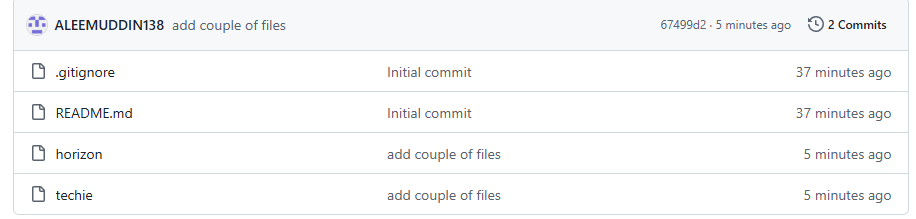 ALEEMUDDIN138 add couple of files 67499d2 · 5 minutes ago 2 Commits
.gitignore Initial commit 37 minutes ago
README.md Initial commit 37 minutes ago
horizon add couple of files 5 minutes ago
techie add couple of files 5 minutes ago